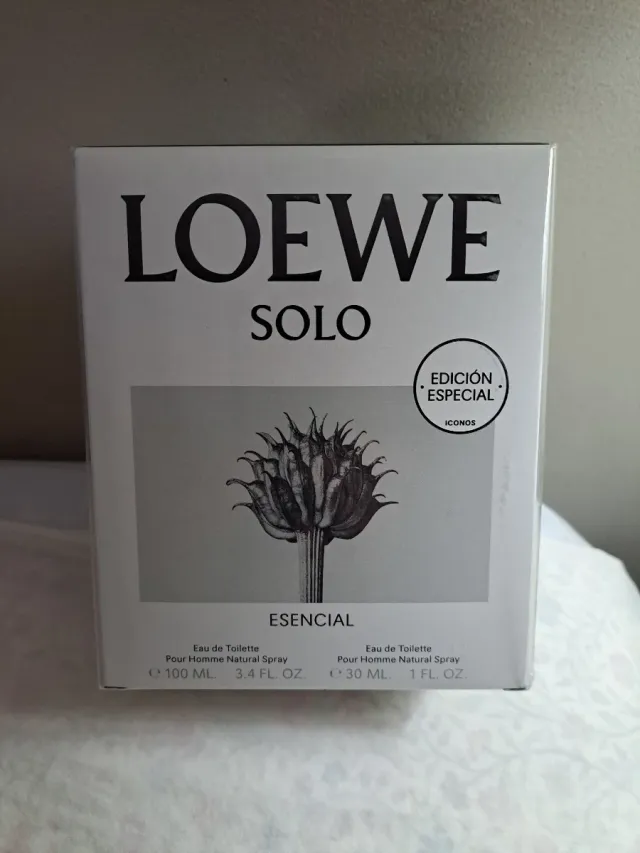 LOEWE
SOLO
EDICIÓN
ESPECIAL
ICONOS
ESENCIAL
Eau de Toilette
Pour Homme Natural Spray
℮ 100 ML. 3.4 FL. OZ.
Eau de Toilette
Pour Homme Natural Spray
℮ 30 ML. 1 FL. OZ.